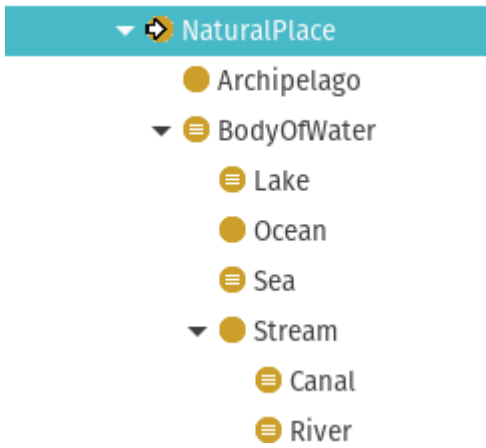 NaturalPlace
Archipelago
BodyOfWater
Lake
Ocean
Sea
Stream
Canal
River